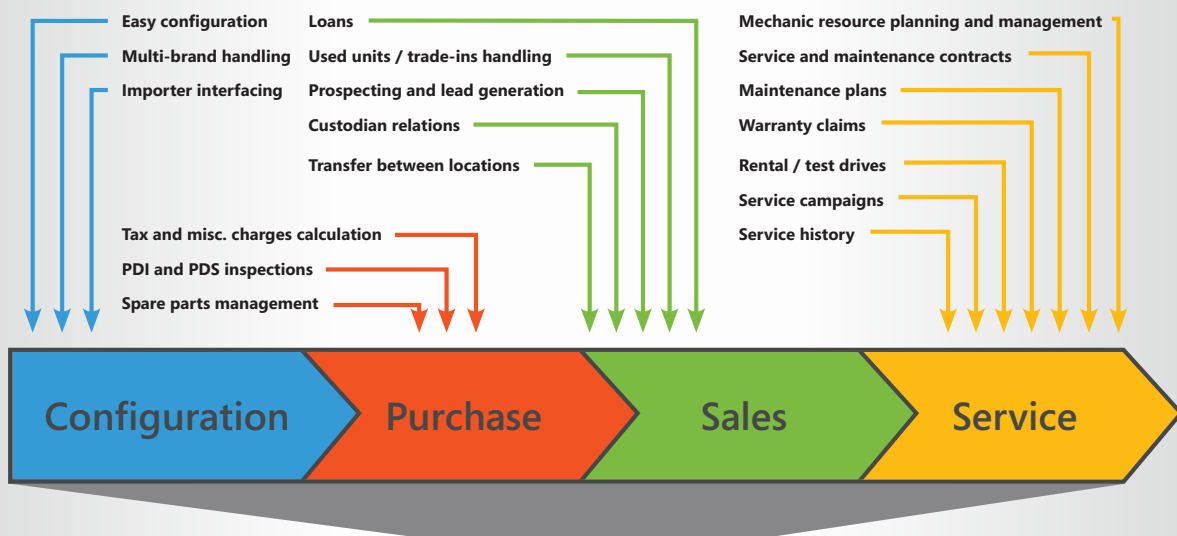 Easy configuration
Multi-brand handling
Importer interfacing
Loans
Used units / trade-ins handling
Prospecting and lead generation
Custodian relations
Transfer between locations
Tax and misc. charges calculation
PDI and PDS inspections
Spare parts management
Mechanic resource planning and management
Service and maintenance contracts
Maintenance plans
Warranty claims
Rental / test drives
Service campaigns
Service history
Configuration
Purchase
Sales
Service